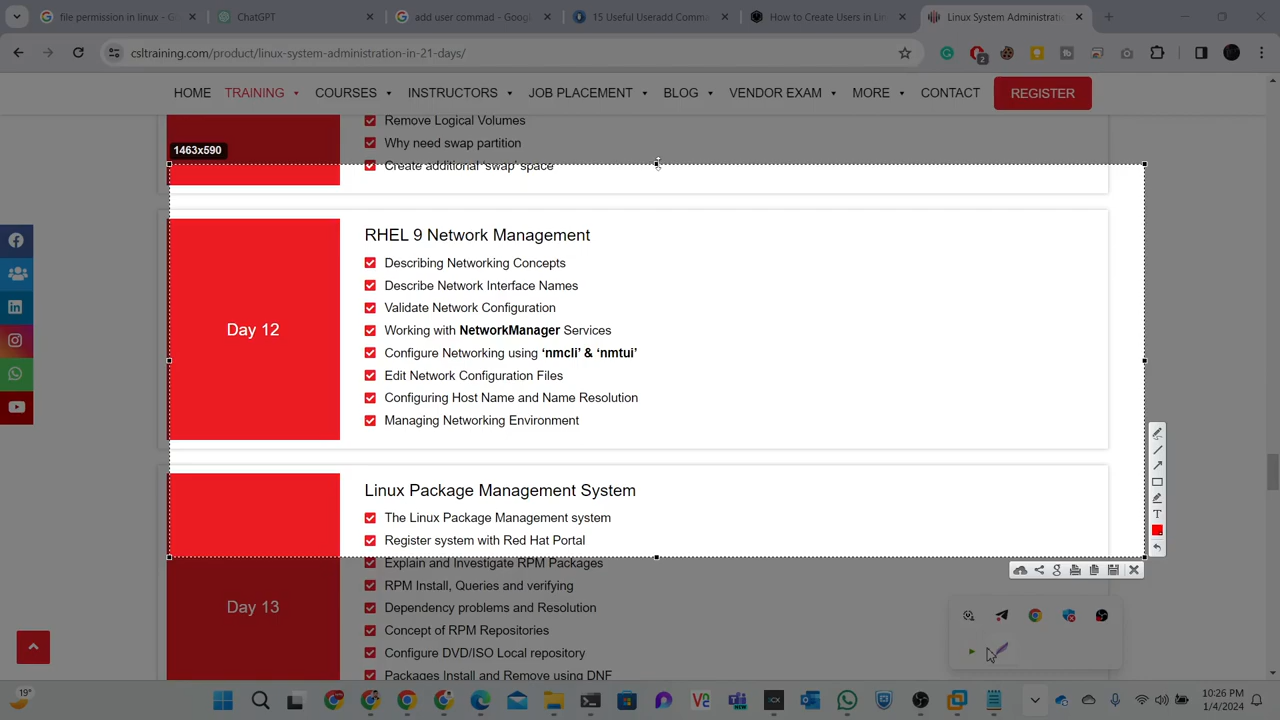 file permission in linux - G
ChatGPT
add user commad - Goog
15 Useful Useradd Comma
How to Create Users in Lin
Linux System Administrati
csltraining.com/product/linux-system-administration-in-21-days/
2
HOME TRAINING COURSES INSTRUCTORS JOB PLACEMENT BLOG VENDOR EXAM MORE CONTACT REGISTER
Remove Logical Volumes
Why need swap partition
1463x590
Create additional ‘swap’ space
RHEL 9 Network Management
Describing Networking Concepts
Describe Network Interface Names
Validate Network Configuration
Day 12
Working with NetworkManager Services
Configure Networking using ‘nmcli’ & ‘nmtui’
Edit Network Configuration Files
Configuring Host Name and Name Resolution
Managing Networking Environment
Linux Package Management System
The Linux Package Management system
Register system with Red Hat Portal
Explain and Investigate RPM Packages
RPM Install, Queries and verifying
Day 13
Dependency problems and Resolution
Concept of RPM Repositories
Configure DVD/ISO Local repository
Packages Install and Remove using DNF
19°
10:26 PM
1/4/2024